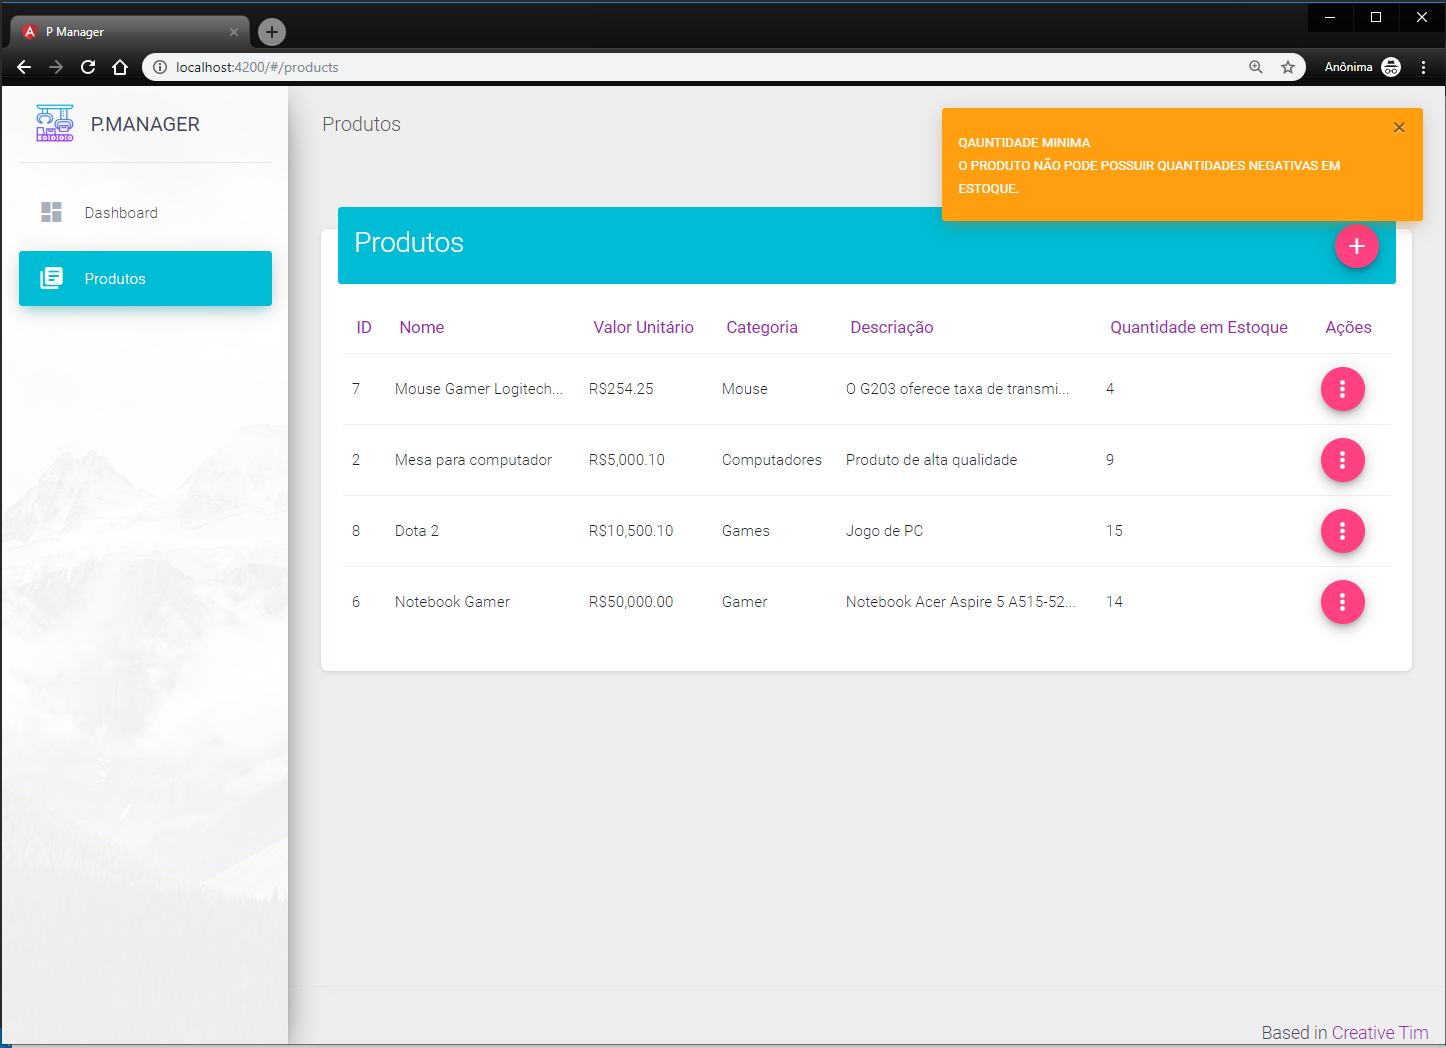 P Manager
localhost:4200/#/products
Anônima
P.MANAGER
Dashboard
Produtos
Produtos
QAUNTIDADE MINIMA
O PRODUTO NÃO PODE POSSUIR QUANTIDADES NEGATIVAS EM
ESTOQUE.
Produtos
ID Nome Valor Unitário Categoria Descriação Quantidade em Estoque Ações
7 Mouse Gamer Logitech... R$254.25 Mouse O G203 oferece taxa de transmi... 4
2 Mesa para computador R$5,000.10 Computadores Produto de alta qualidade 9
8 Dota 2 R$10,500.10 Games Jogo de PC 15
6 Notebook Gamer R$50,000.00 Gamer Notebook Acer Aspire 5 A515-52... 14
Based in Creative Tim